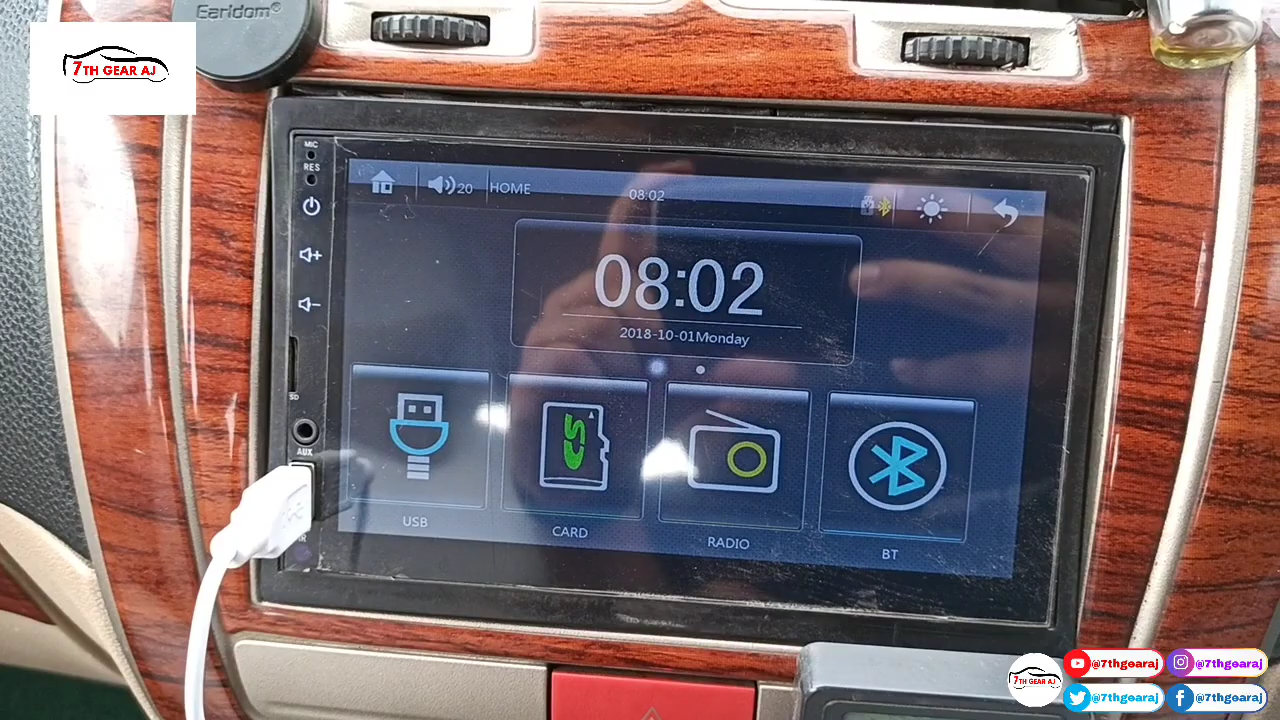 Earldom®
7TH GEAR AJ
MIC
RES
20
HOME
08:02
08:02
2018-10-01Monday
SD
AUX
USB
CARD
RADIO
BT
7TH GEAR AJ
@7thgearaj
@7thgearaj
@7thgearaj
@7thgearaj